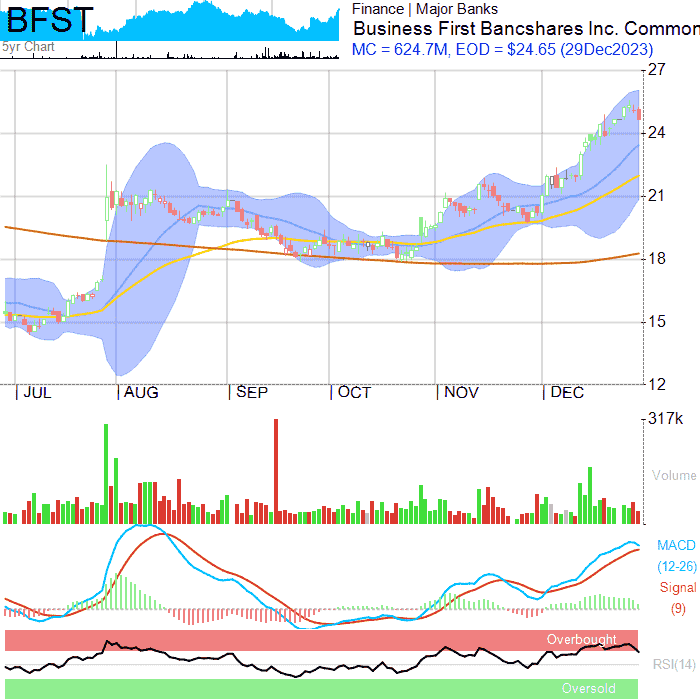 BFST
5yr Chart
Finance | Major Banks
Business First Bancshares Inc. Common
MC = 624.7M, EOD = $24.65 (29Dec2023)
27
24
21
18
15
12
| JUL | AUG | SEP | OCT | NOV | DEC
317k
Volume
MACD
(12-26)
Signal
(9)
Overbought
RSI(14)
Oversold